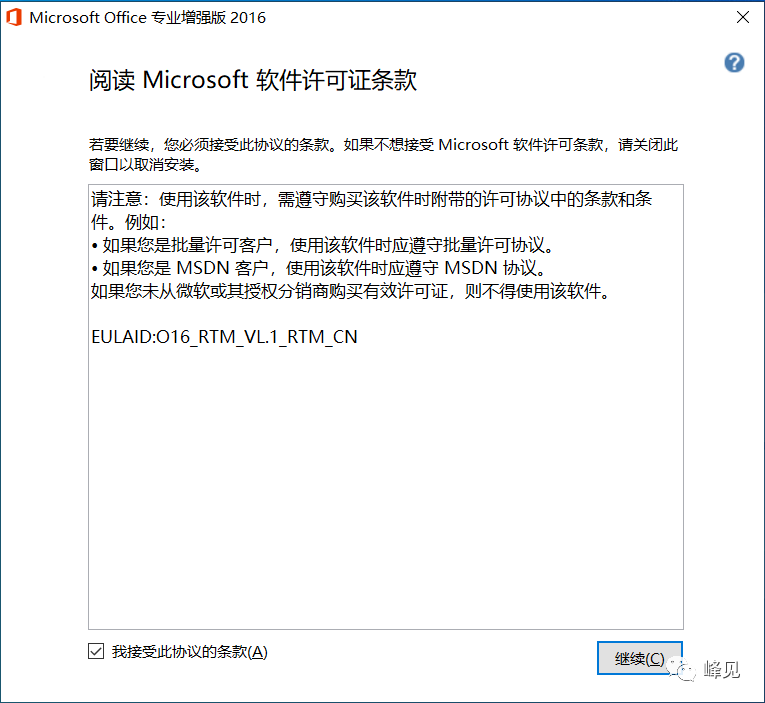 Microsoft Office 专业增强版 2016
阅读 Microsoft 软件许可证条款
若要继续，您必须接受此协议的条款。如果不想接受 Microsoft 软件许可条款，请关闭此
窗口以取消安装。
请注意：使用该软件时，需遵守购买该软件时附带的许可协议中的条款和条
件。例如：
• 如果您是批量许可客户，使用该软件时应遵守批量许可协议。
• 如果您是 MSDN 客户，使用该软件时应遵守 MSDN 协议。
如果您未从微软或其授权分销商购买有效许可证，则不得使用该软件。
EULAID:O16_RTM_VL.1_RTM_CN
我接受此协议的条款(A)
继续(C)
峰见